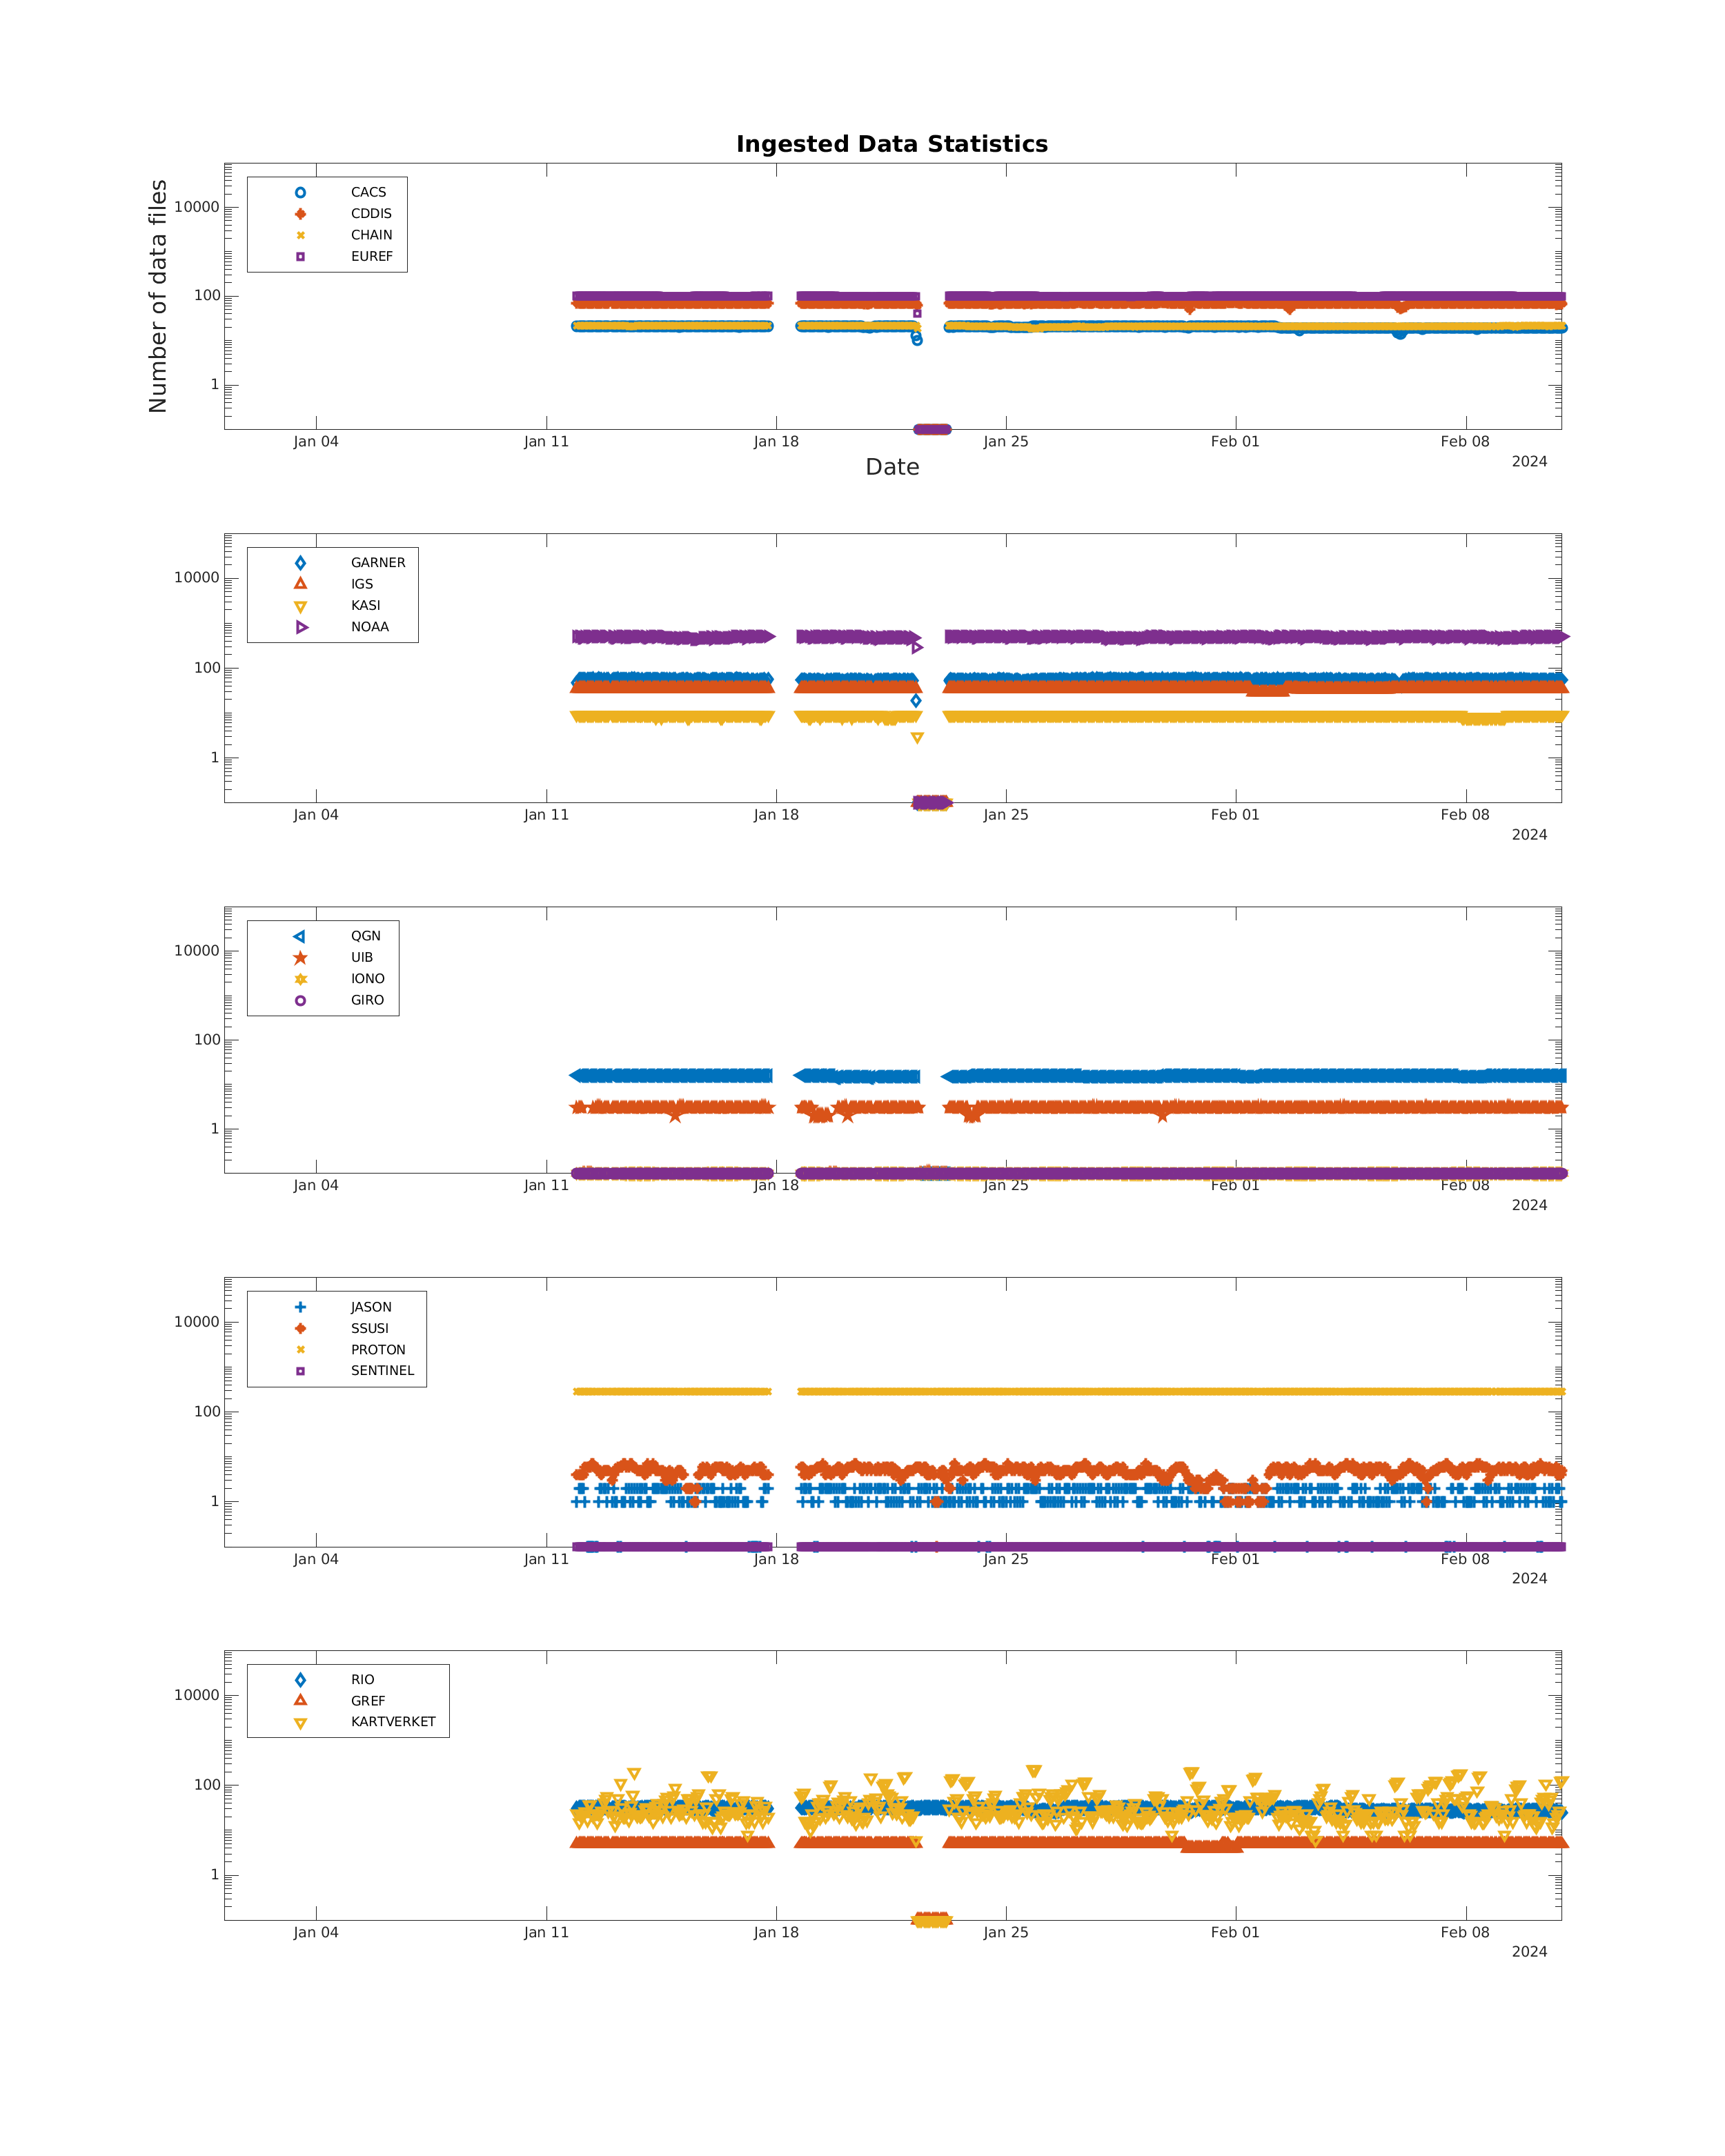 Ingested Data Statistics
Number of data files
CACS
CDDIS
CHAIN
EUREF
10000
100
1
Jan 04 Jan 11 Jan 18 Jan 25 Feb 01 Feb 08
2024
Date
GARNER
IGS
KASI
NOAA
10000
100
1
Jan 04 Jan 11 Jan 18 Jan 25 Feb 01 Feb 08
2024
QGN
UIB
IONO
GIRO
10000
100
1
Jan 04 Jan 11 Jan 18 Jan 25 Feb 01 Feb 08
2024
JASON
SSUSI
PROTON
SENTINEL
10000
100
1
Jan 04 Jan 11 Jan 18 Jan 25 Feb 01 Feb 08
2024
RIO
GREF
KARTVERKET
10000
100
1
Jan 04 Jan 11 Jan 18 Jan 25 Feb 01 Feb 08
2024